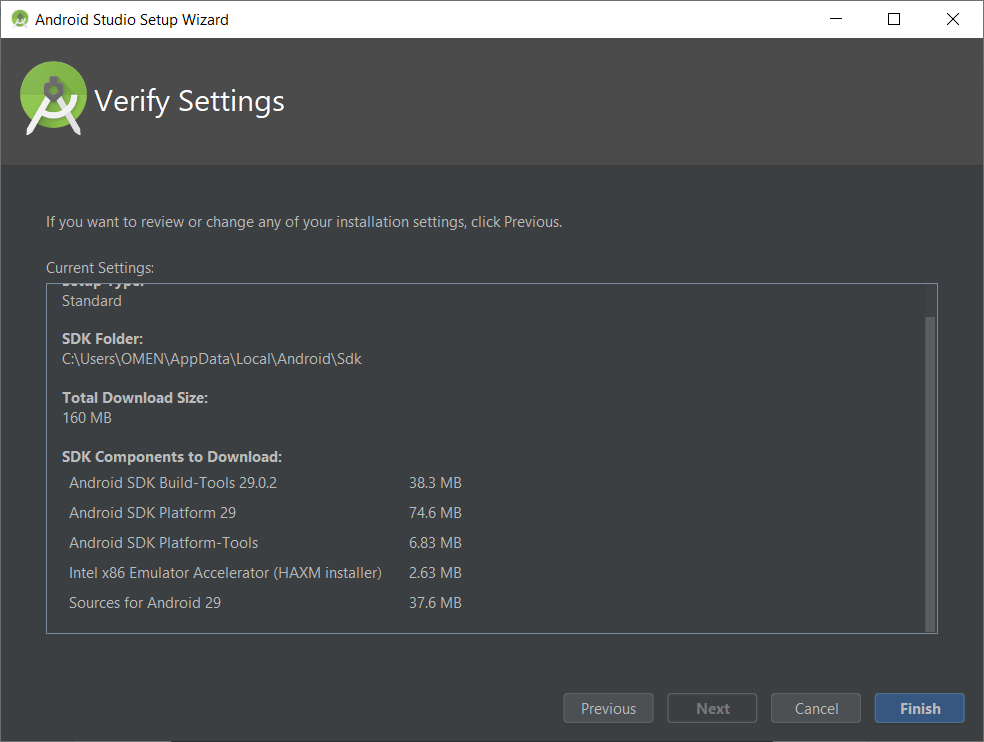 Android Studio Setup Wizard
Verify Settings
If you want to review or change any of your installation settings, click Previous.
Current Settings:
Setup Type:
Standard
SDK Folder:
C:\Users\OMEN\AppData\Local\Android\Sdk
Total Download Size:
160 MB
SDK Components to Download:
Android SDK Build-Tools 29.0.2 38.3 MB
Android SDK Platform 29 74.6 MB
Android SDK Platform-Tools 6.83 MB
Intel x86 Emulator Accelerator (HAXM installer) 2.63 MB
Sources for Android 29 37.6 MB
Previous Next Cancel Finish